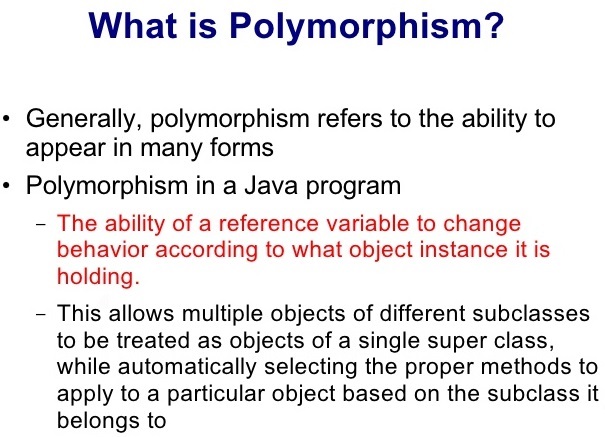 What is Polymorphism?
• Generally, polymorphism refers to the ability to
appear in many forms
• Polymorphism in a Java program
– The ability of a reference variable to change
behavior according to what object instance it is
holding.
– This allows multiple objects of different subclasses
to be treated as objects of a single super class,
while automatically selecting the proper methods to
apply to a particular object based on the subclass it
belongs to